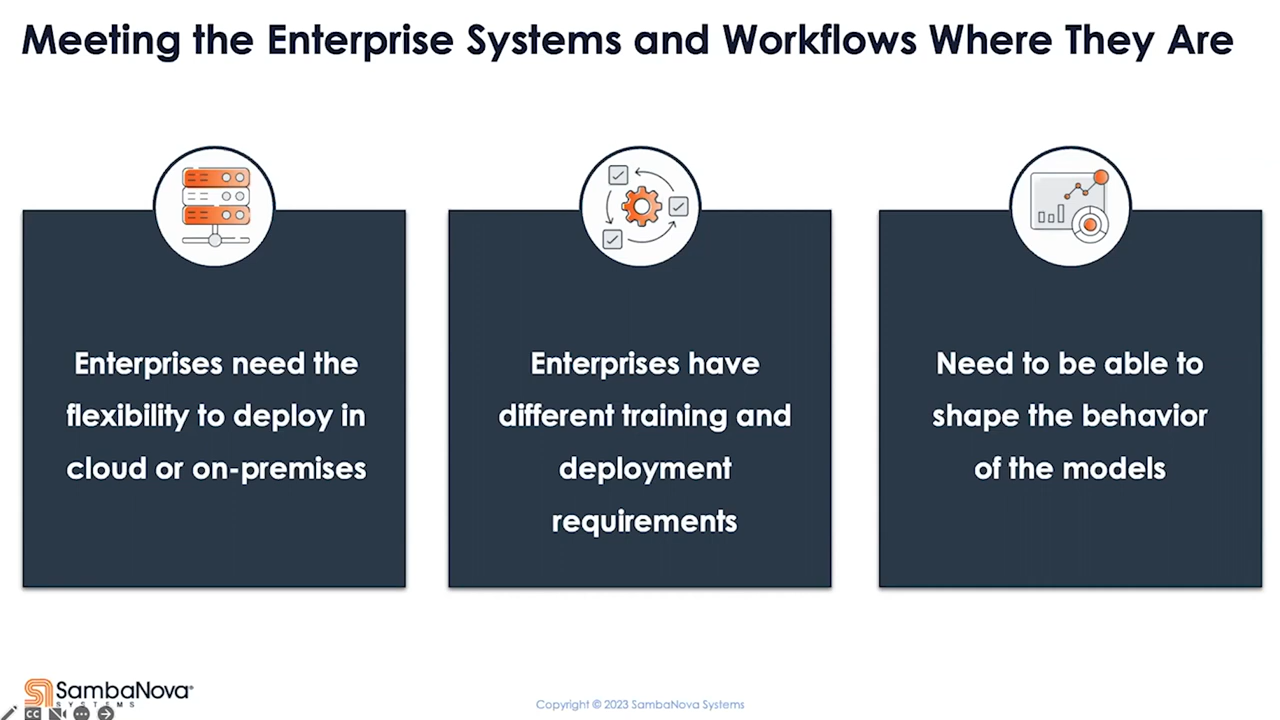 Meeting the Enterprise Systems and Workflows Where They Are
Enterprises need the
flexibility to deploy in
cloud or on-premises
Enterprises have
different training and
deployment
requirements
Need to be able to
shape the behavior
of the models
SambaNova®
SYSTEMS
CC
Copyright © 2023 SambaNova Systems